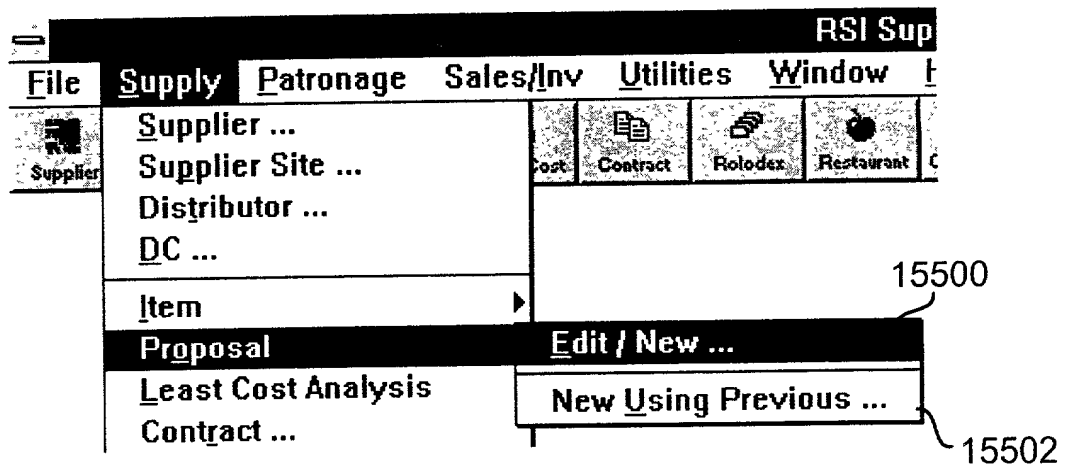 RSI Sup
File Supply Patronage Sales/Inv Utilities Window
Supplier Cost Contract Rolodex Restaurant
Supplier ...
Supplier Site ...
Distributor ...
DC ...
Item
Proposal
Least Cost Analysis
Contract ...
Edit / New ...
New Using Previous ...
15500
15502